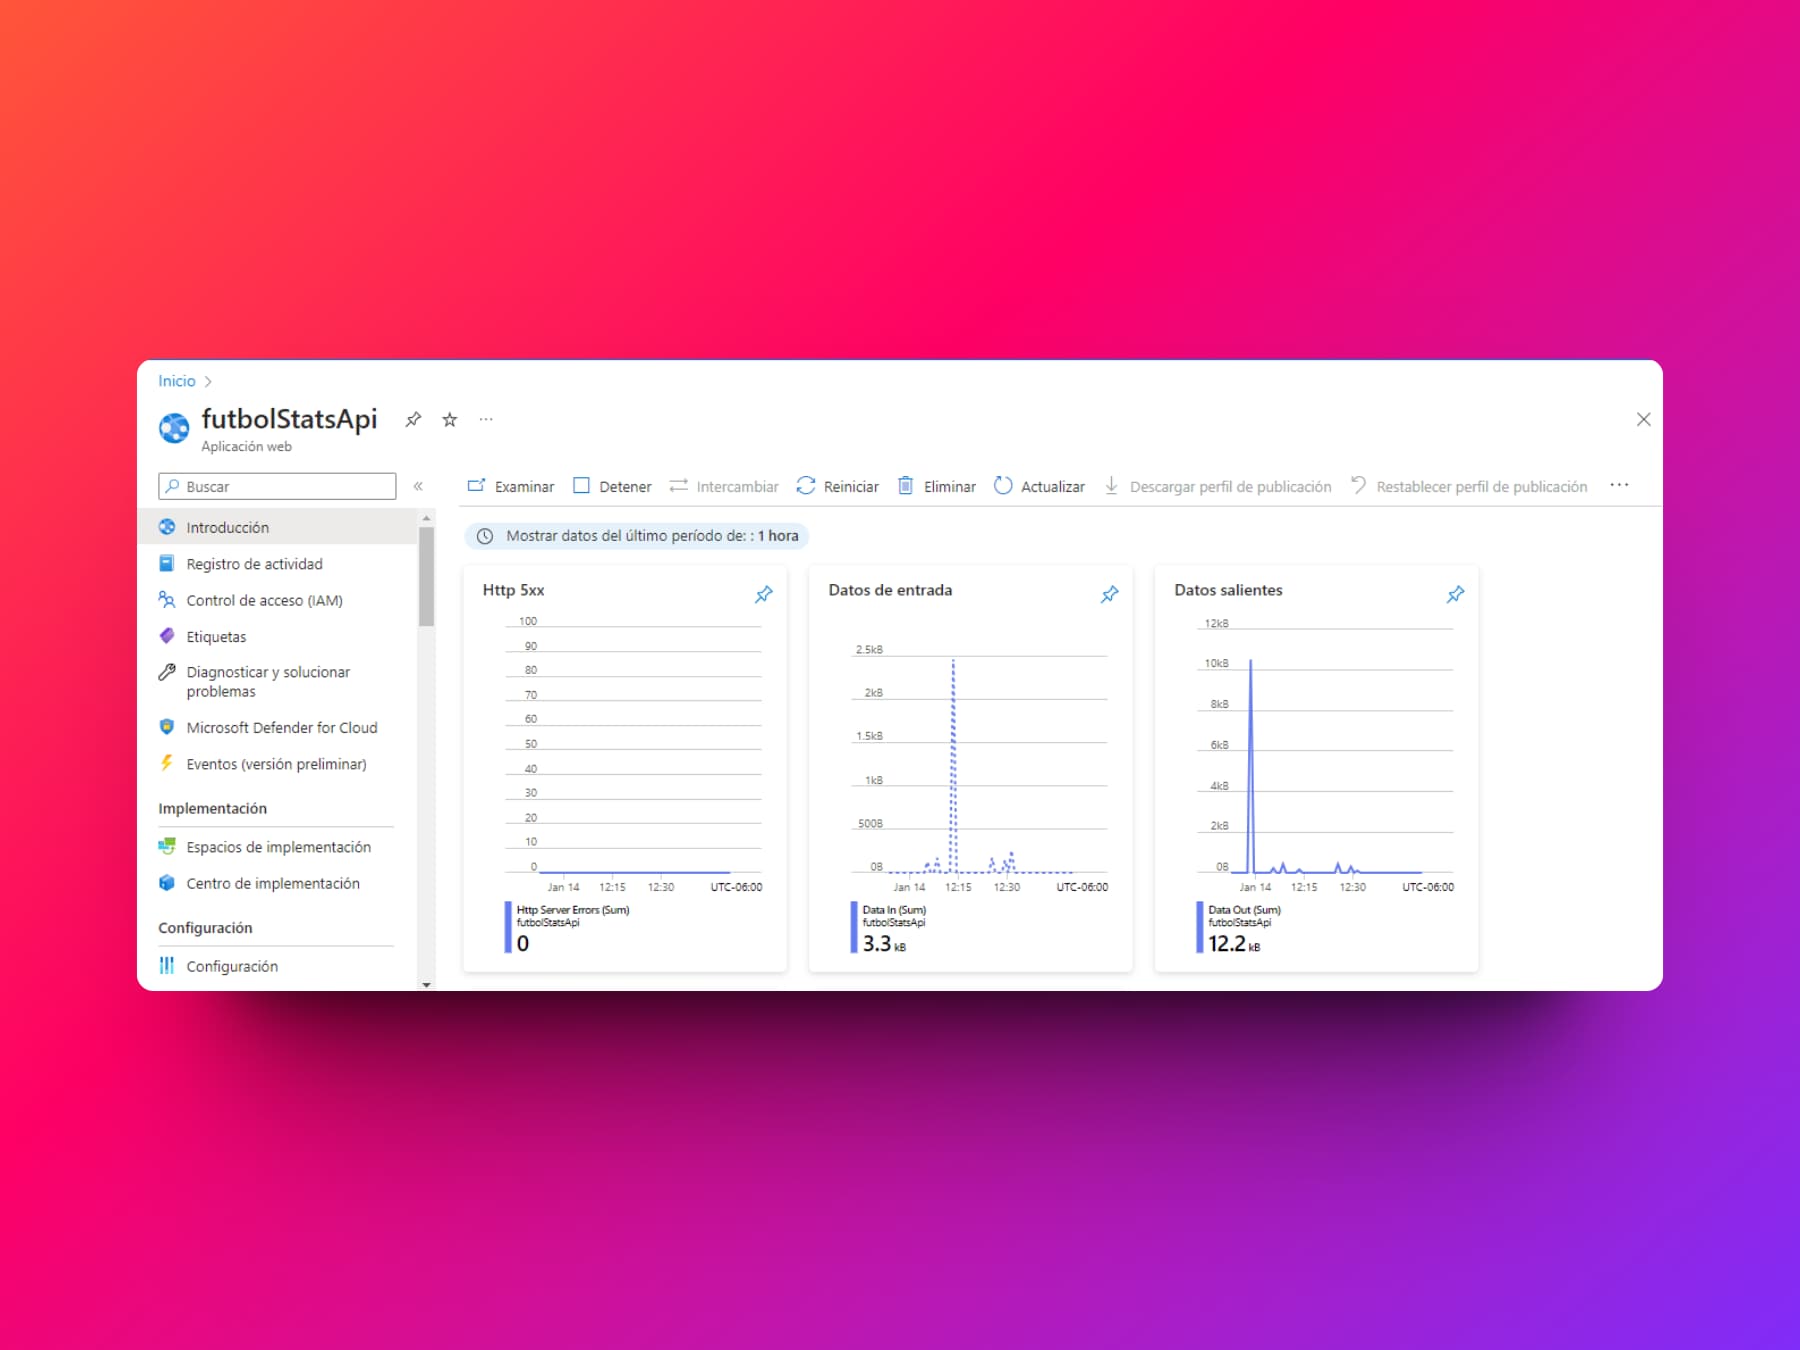 Inicio
futbolStatsApi
Aplicación web
Buscar
Examinar Detener Intercambiar Reiniciar Eliminar Actualizar Descargar perfil de publicación Restablecer perfil de publicación
Introducción
Registro de actividad
Control de acceso (IAM)
Etiquetas
Diagnosticar y solucionar
problemas
Microsoft Defender for Cloud
Eventos (versión preliminar)
Implementación
Espacios de implementación
Centro de implementación
Configuración
Configuración
Mostrar datos del último período de: : 1 hora
Http 5xx
100
90
80
70
60
50
40
30
20
10
0
Jan 14 12:15 12:30 UTC-06:00
Http Server Errors (Sum)
futbolStatsApi
0
Datos de entrada
2.5kB
2kB
1.5kB
1kB
500B
0B
Jan 14 12:15 12:30 UTC-06:00
Data In (Sum)
futbolStatsApi
3.3 kB
Datos salientes
12kB
10kB
8kB
6kB
4kB
2kB
0B
Jan 14 12:15 12:30 UTC-06:00
Data Out (Sum)
futbolStatsApi
12.2 kB